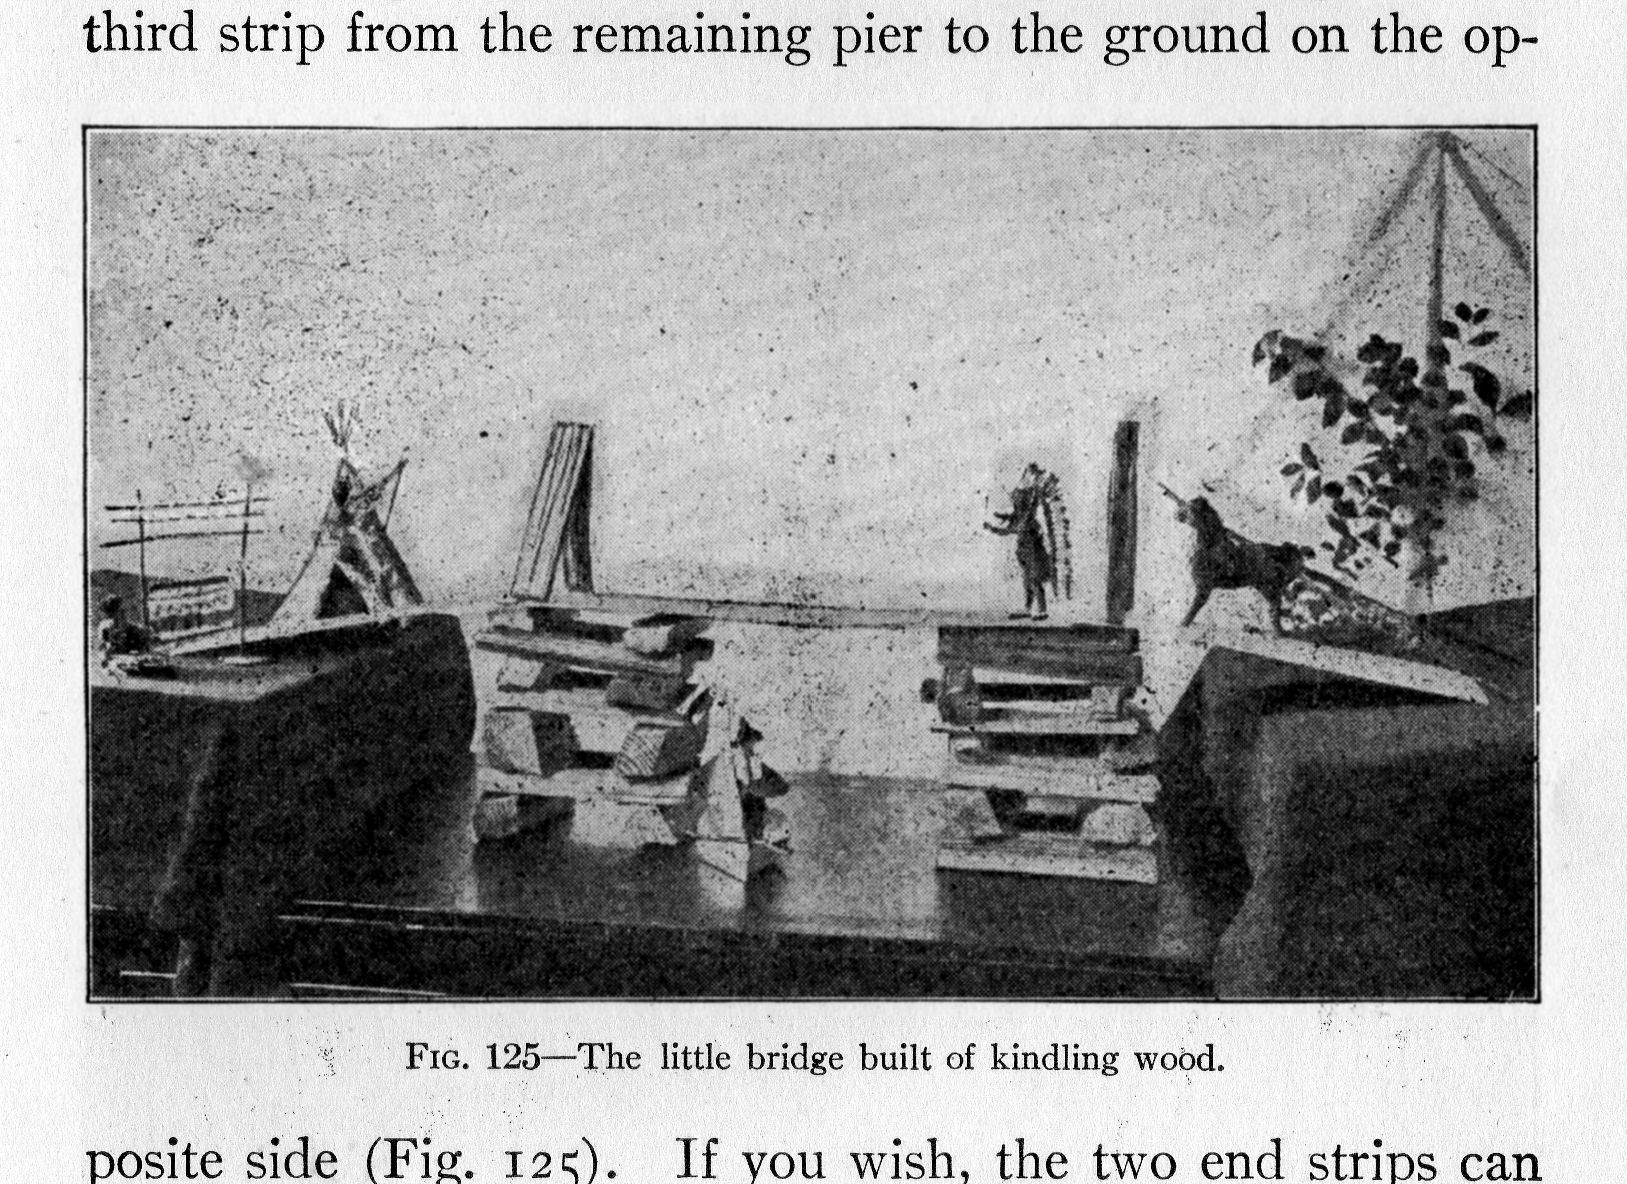 third strip from the remaining pier to the ground on the op-
FIG. 125—The little bridge built of kindling wood.
posite side (Fig. 125). If you wish, the two end strips can